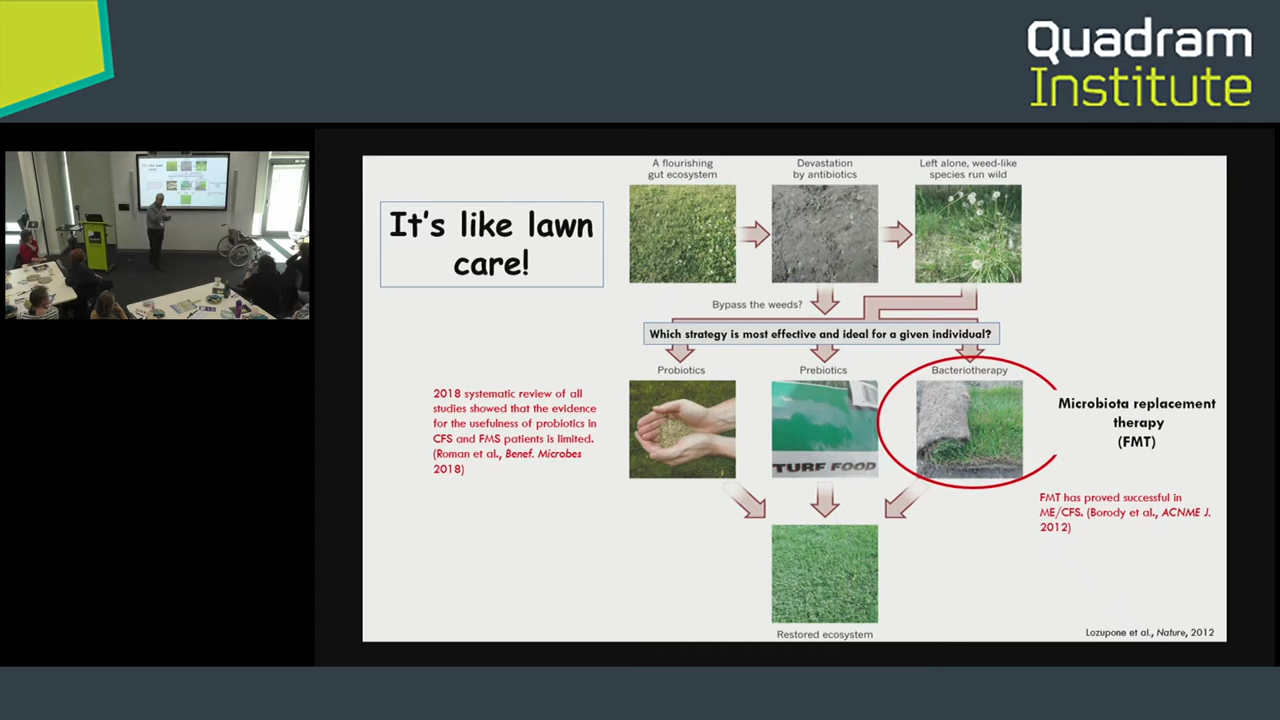 Quadram
Institute
It's like lawn
care!
A flourishing
gut ecosystem
Devastation
by antibiotics
Left alone, weed-like
species run wild
Bypass the weeds?
Which strategy is most effective and ideal for a given individual?
Probiotics
Prebiotics
Bacteriotherapy
2018 systematic review of all
studies showed that the evidence
for the usefulness of probiotics in
CFS and FMS patients is limited.
(Roman et al., Benef. Microbes
2018)
TURF FOOD
Microbiota replacement
therapy
(FMT)
FMT has proved successful in
ME/CFS. (Borody et al., ACNME J.
2012)
Restored ecosystem
Lozupone et al., Nature, 2012